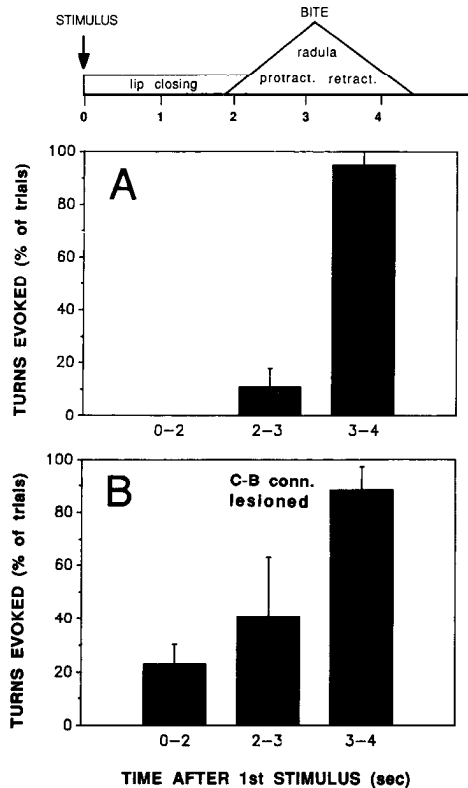 STIMULUS
BITE
radula
lip closing
protract. retract.
0 1 2 3 4
A
TURNS EVOKED (% of trials)
100
80
60
40
20
0
0–2 2–3 3–4
B
C-B conn.
lesioned
TURNS EVOKED (% of trials)
100
80
60
40
20
0
0–2 2–3 3–4
TIME AFTER 1st STIMULUS (sec)